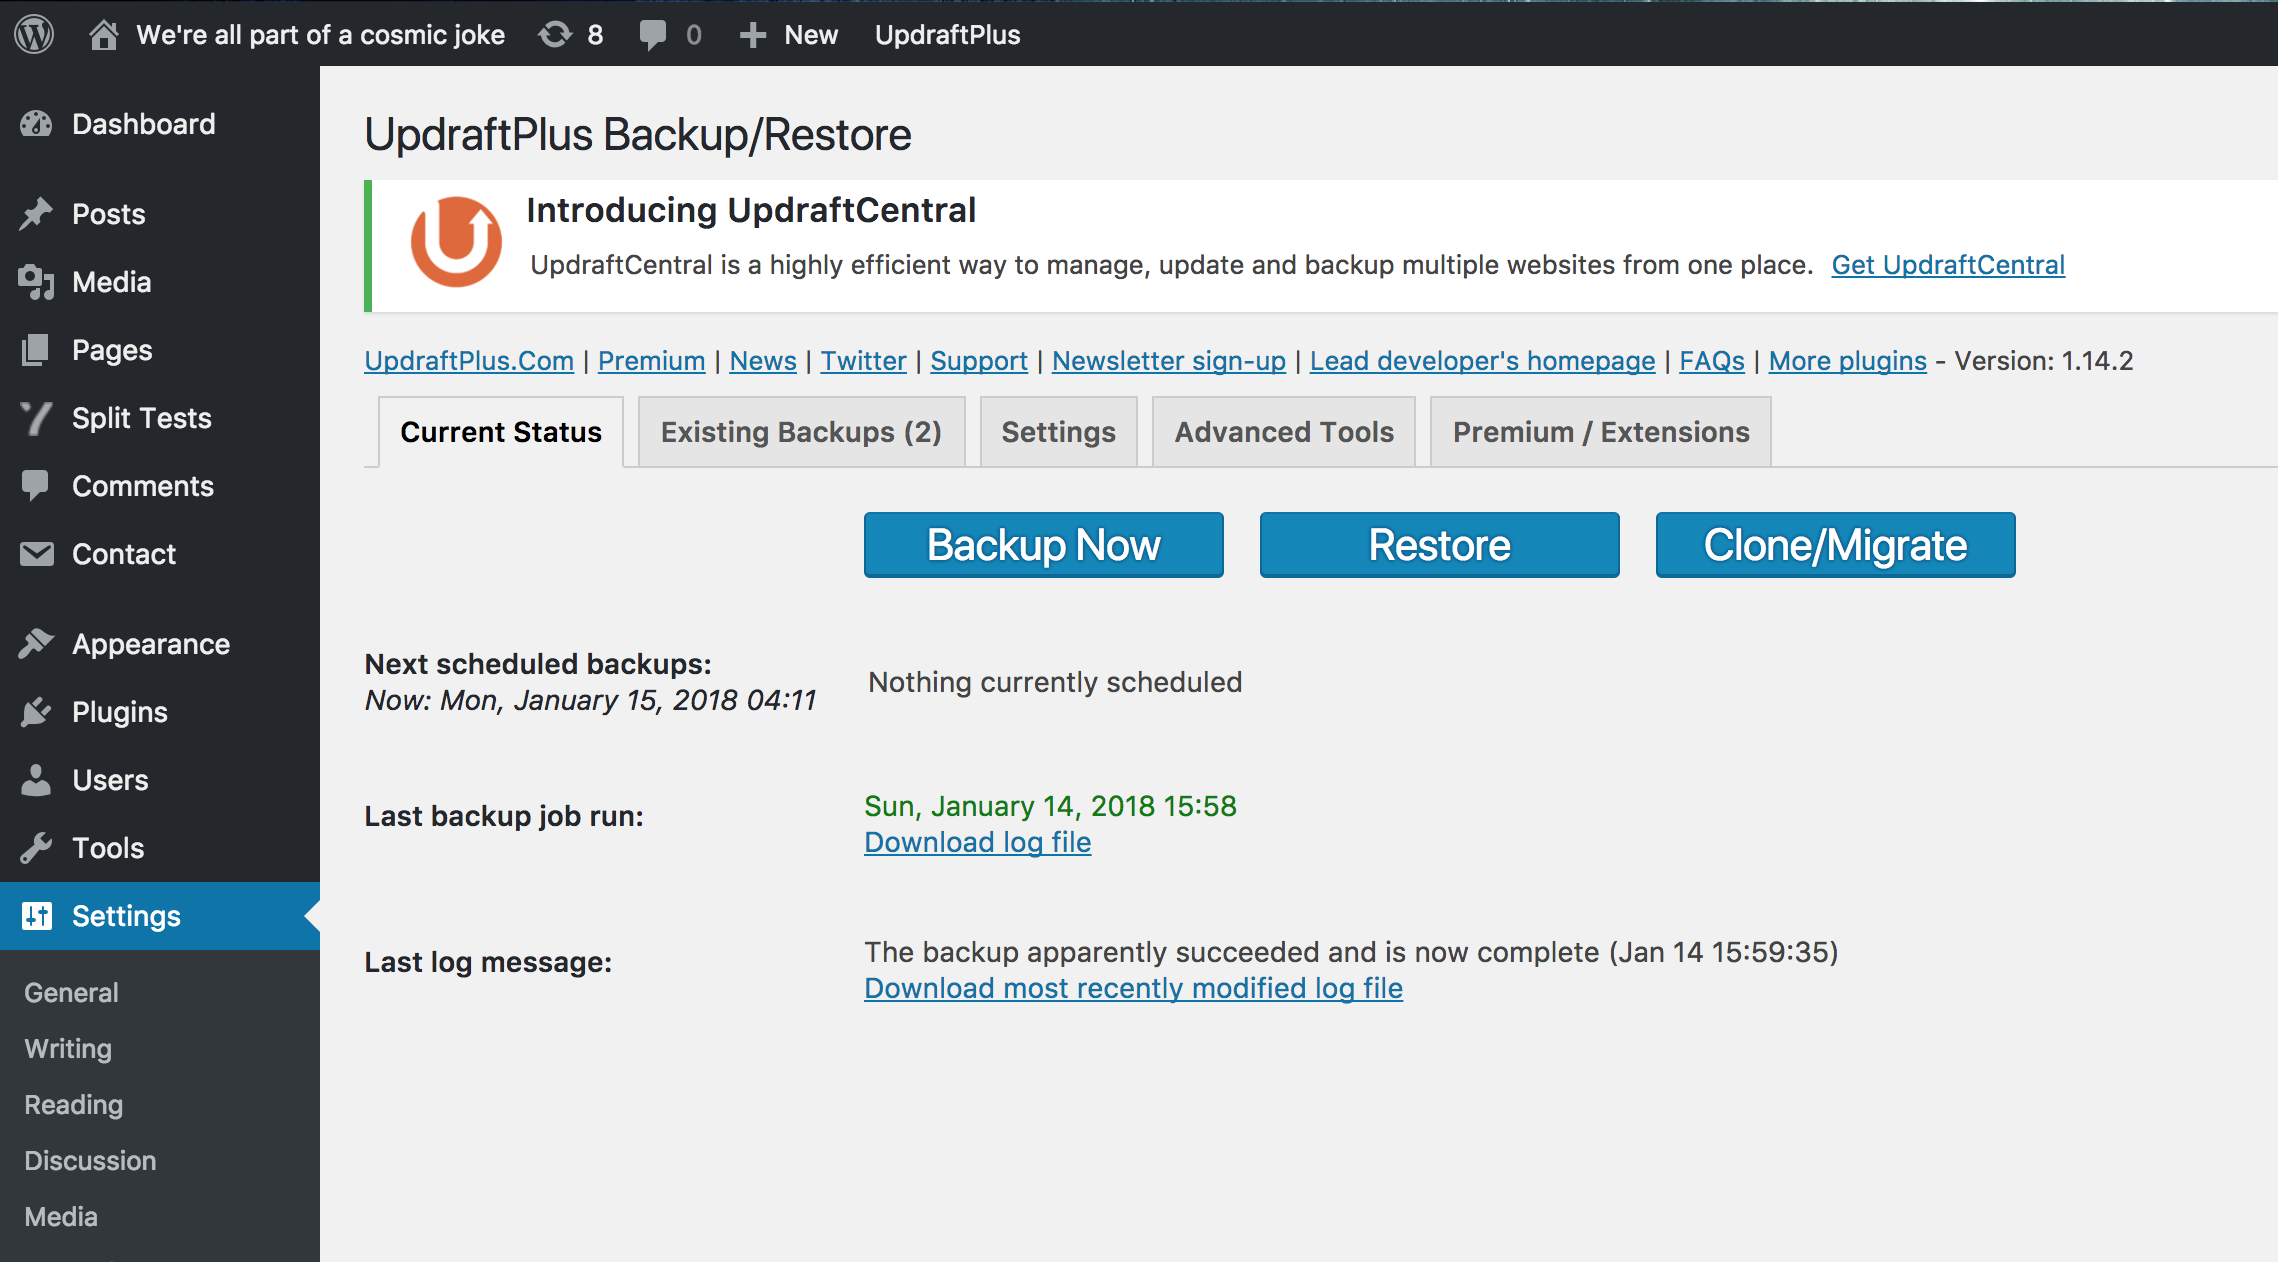 We're all part of a cosmic joke 8 0 New UpdraftPlus
Dashboard
Posts
Media
Pages
Split Tests
Comments
Contact
Appearance
Plugins
Users
Tools
Settings
General
Writing
Reading
Discussion
Media
UpdraftPlus Backup/Restore
Introducing UpdraftCentral
UpdraftCentral is a highly efficient way to manage, update and backup multiple websites from one place. Get UpdraftCentral
UpdraftPlus.Com | Premium | News | Twitter | Support | Newsletter sign-up | Lead developer's homepage | FAQs | More plugins - Version: 1.14.2
Current Status Existing Backups (2) Settings Advanced Tools Premium / Extensions
Backup Now Restore Clone/Migrate
Next scheduled backups:
Now: Mon, January 15, 2018 04:11
Nothing currently scheduled
Last backup job run:
Sun, January 14, 2018 15:58
Download log file
Last log message:
The backup apparently succeeded and is now complete (Jan 14 15:59:35)
Download most recently modified log file